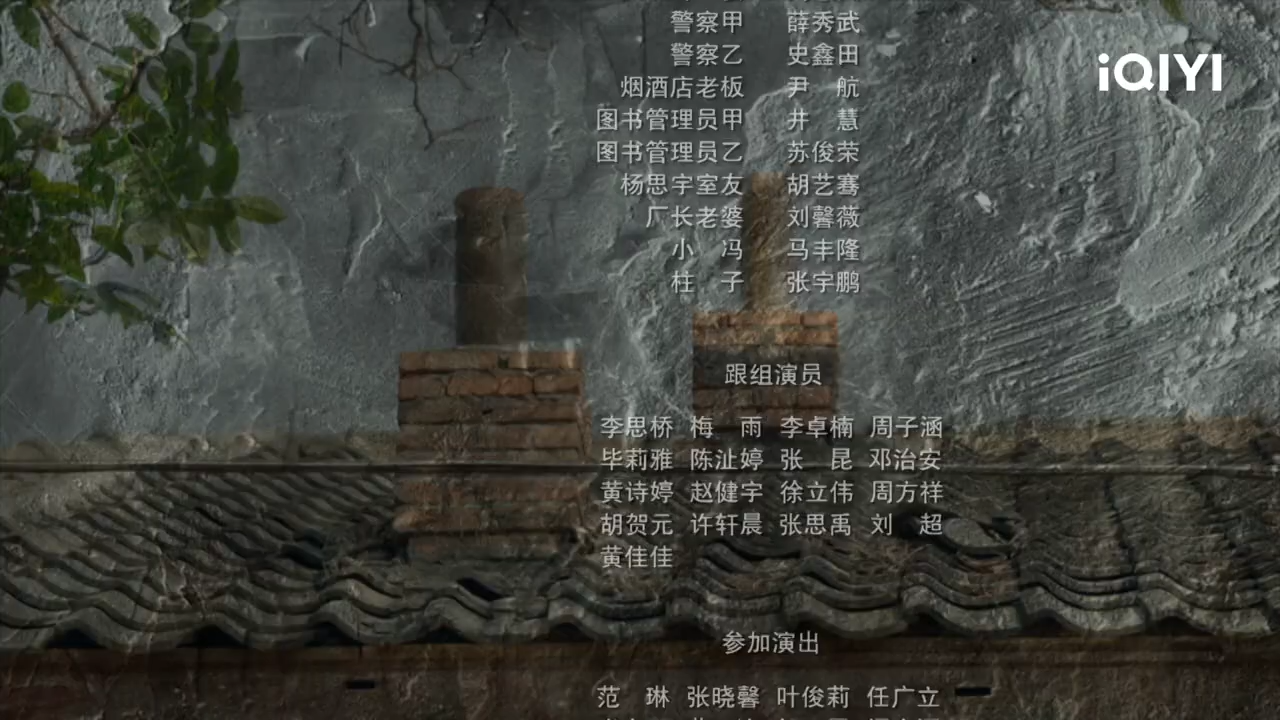 警察甲 薛秀武
iQIYI
警察乙 史鑫田
烟酒店老板 尹 航
图书管理员甲 井 慧
图书管理员乙 苏俊荣
杨思宇室友 胡艺骞
厂长老婆 刘馨薇
小 冯 马丰隆
柱 子 张宇鹏
跟组演员
李思桥 梅 雨 李卓楠 周子涵
毕莉雅 陈沚婷 张 昆 邓治安
黄诗婷 赵健宇 徐立伟 周方祥
胡贺元 许轩晨 张思禹 刘 超
黄佳佳
参加演出
范 琳 张晓馨 叶俊莉 任广立